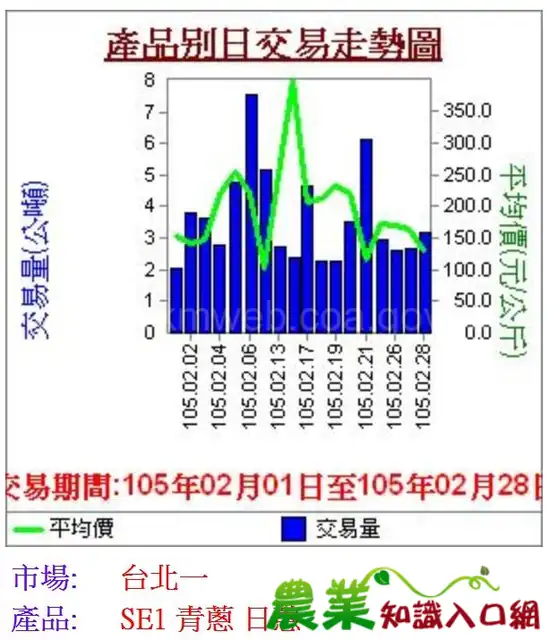 產品別日交易走勢圖
交易量(公噸)
8
7
6
5
4
3
2
1
0
350.0
300.0
250.0
200.0
150.0
100.0
50.0
0.0
平均價(元/公斤)
kmweb.coa.gov
105.02.02
105.02.04
105.02.06
105.02.13
105.02.17
105.02.19
105.02.21
105.02.26
105.02.28
交易期間:105年02月01日至105年02月28日
平均價
交易量
市場: 台北一
產品: SE1 青蔥 日蔥
農業知識入口網